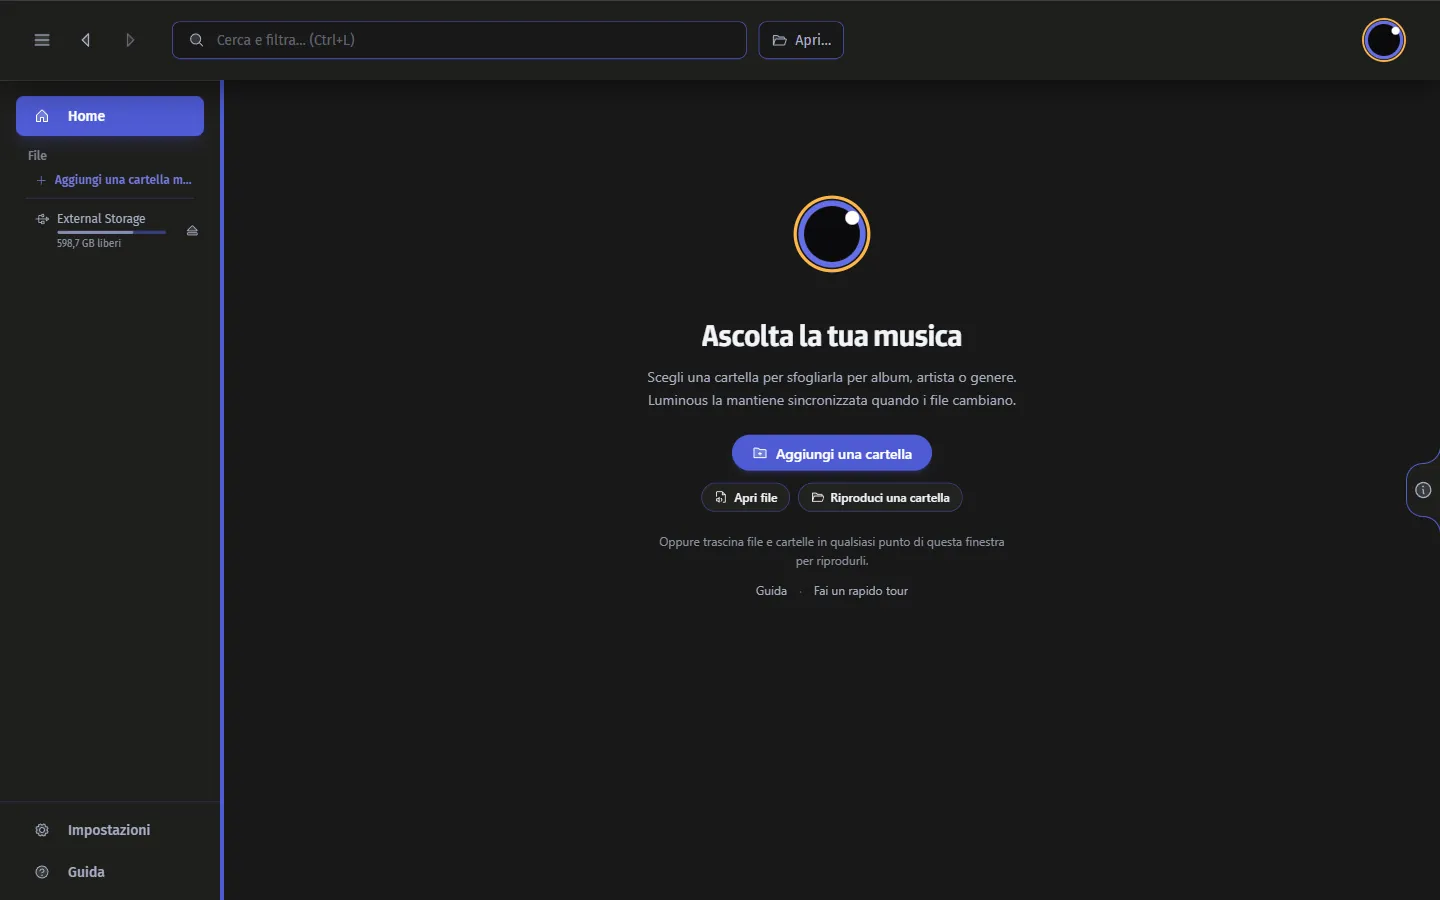 Cerca e filtra... (Ctrl+L)
Apri...
Home
File
Aggiungi una cartella m...
External Storage
598,7 GB liberi
Ascolta la tua musica
Scegli una cartella per sfogliarla per album, artista o genere.
Luminous la mantiene sincronizzata quando i file cambiano.
Aggiungi una cartella
Apri file
Riproduci una cartella
Oppure trascina file e cartelle in qualsiasi punto di questa finestra
per riprodurli.
Guida · Fai un rapido tour
Impostazioni
Guida